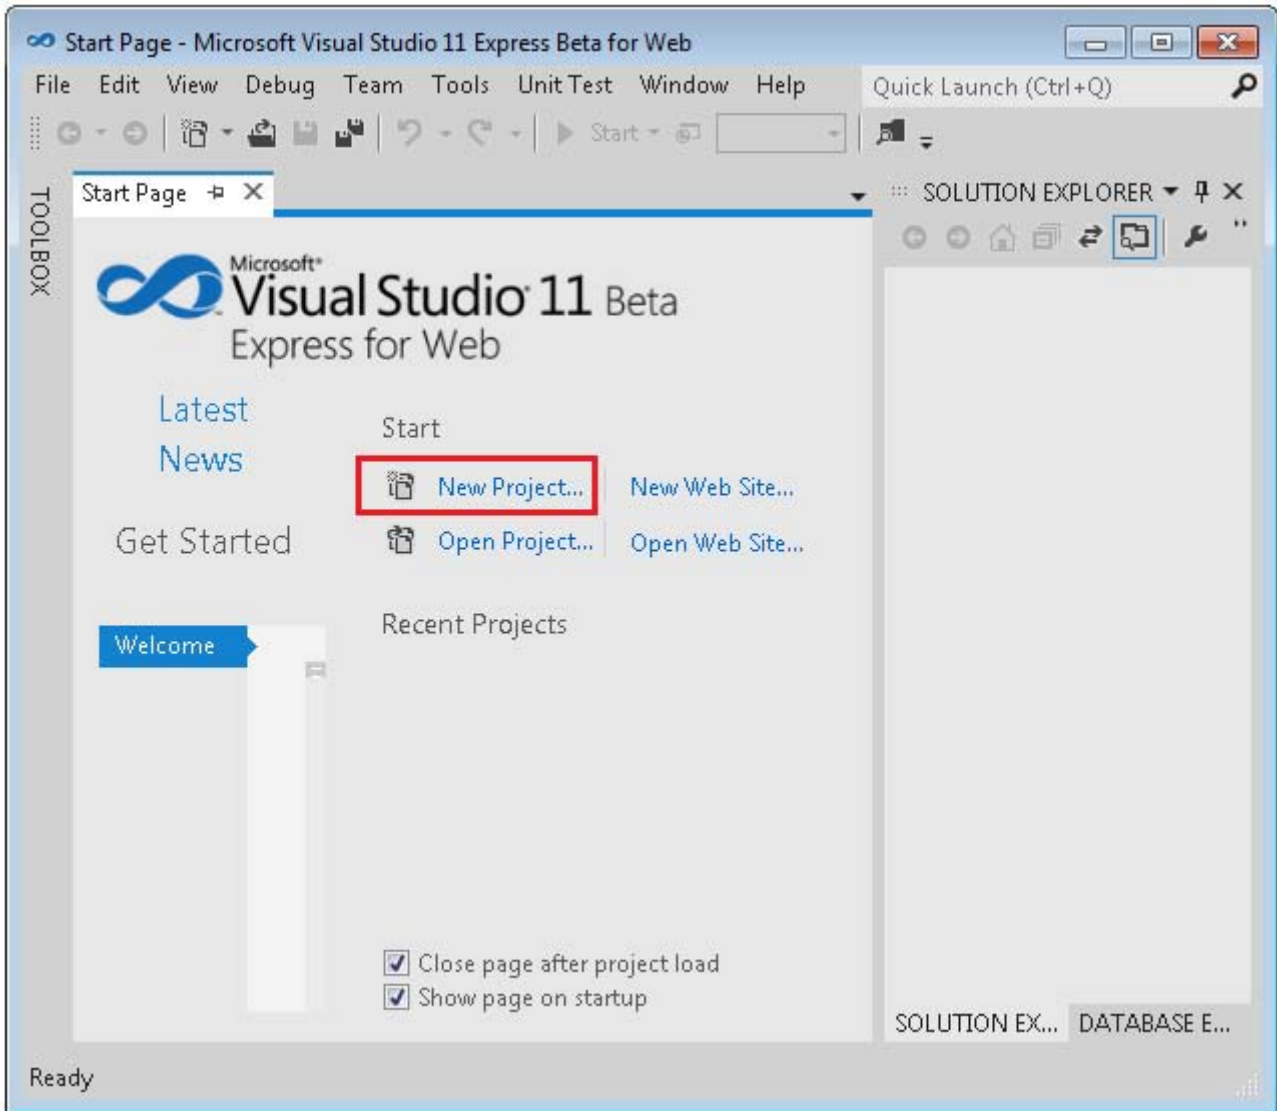 Start Page - Microsoft Visual Studio 11 Express Beta for Web
File Edit View Debug Team Tools Unit Test Window Help Quick Launch (Ctrl+Q)
Start
TOOLBOX
Start Page
SOLUTION EXPLORER
Microsoft®
Visual Studio® 11 Beta
Express for Web
Latest
News
Get Started
Welcome
Start
New Project... New Web Site...
Open Project... Open Web Site...
Recent Projects
Close page after project load
Show page on startup
SOLUTION EX... DATABASE E...
Ready